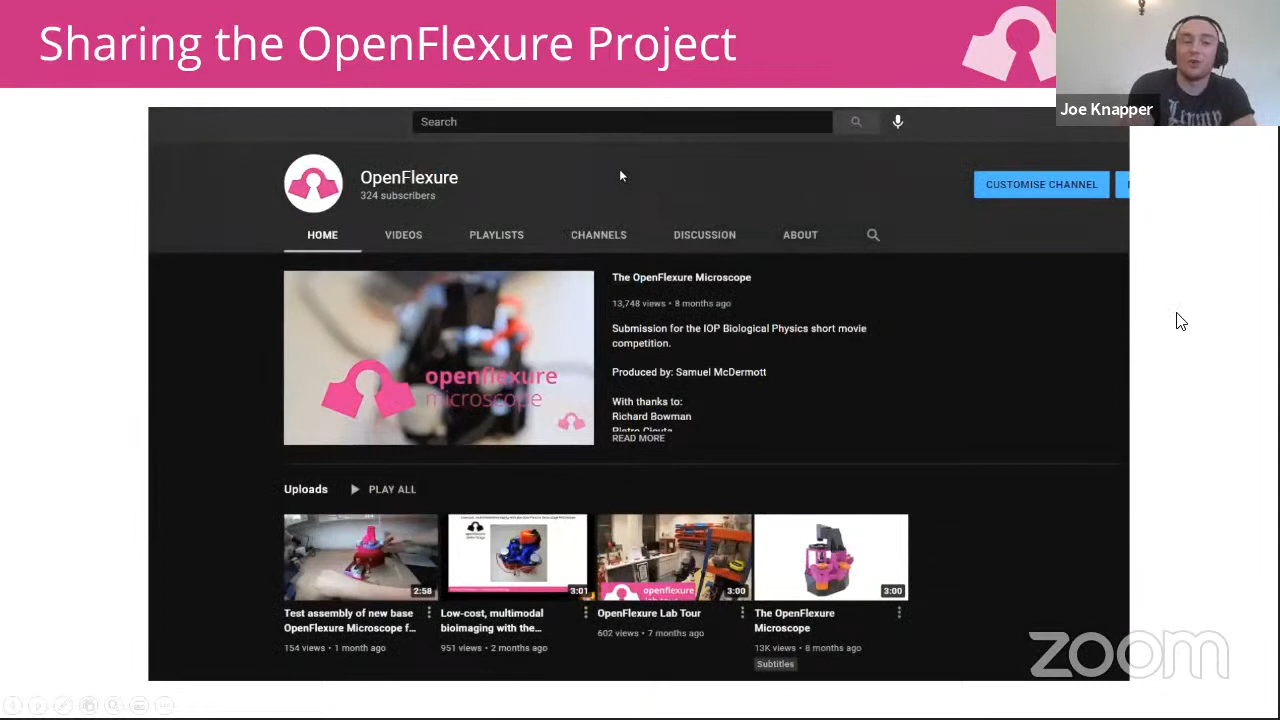 Sharing the OpenFlexure Project
Joe Knapper
Search
OpenFlexure
324 subscribers
CUSTOMISE CHANNEL
HOME
VIDEOS
PLAYLISTS
CHANNELS
DISCUSSION
ABOUT
The OpenFlexure Microscope
13,748 views • 8 months ago
Submission for the IOP Biological Physics short movie
competition.
Produced by: Samuel McDermott
With thanks to:
Richard Bowman
READ MORE
openflexure
microscope
Uploads
PLAY ALL
2:58
3:01
openflexure
lab tour
3:00
3:00
Test assembly of new base
OpenFlexure Microscope f...
154 views • 1 month ago
Low-cost, multimodal
bioimaging with the...
951 views • 2 months ago
OpenFlexure Lab Tour
602 views • 7 months ago
The OpenFlexure
Microscope
13K views • 8 months ago
Subtitles
zoom